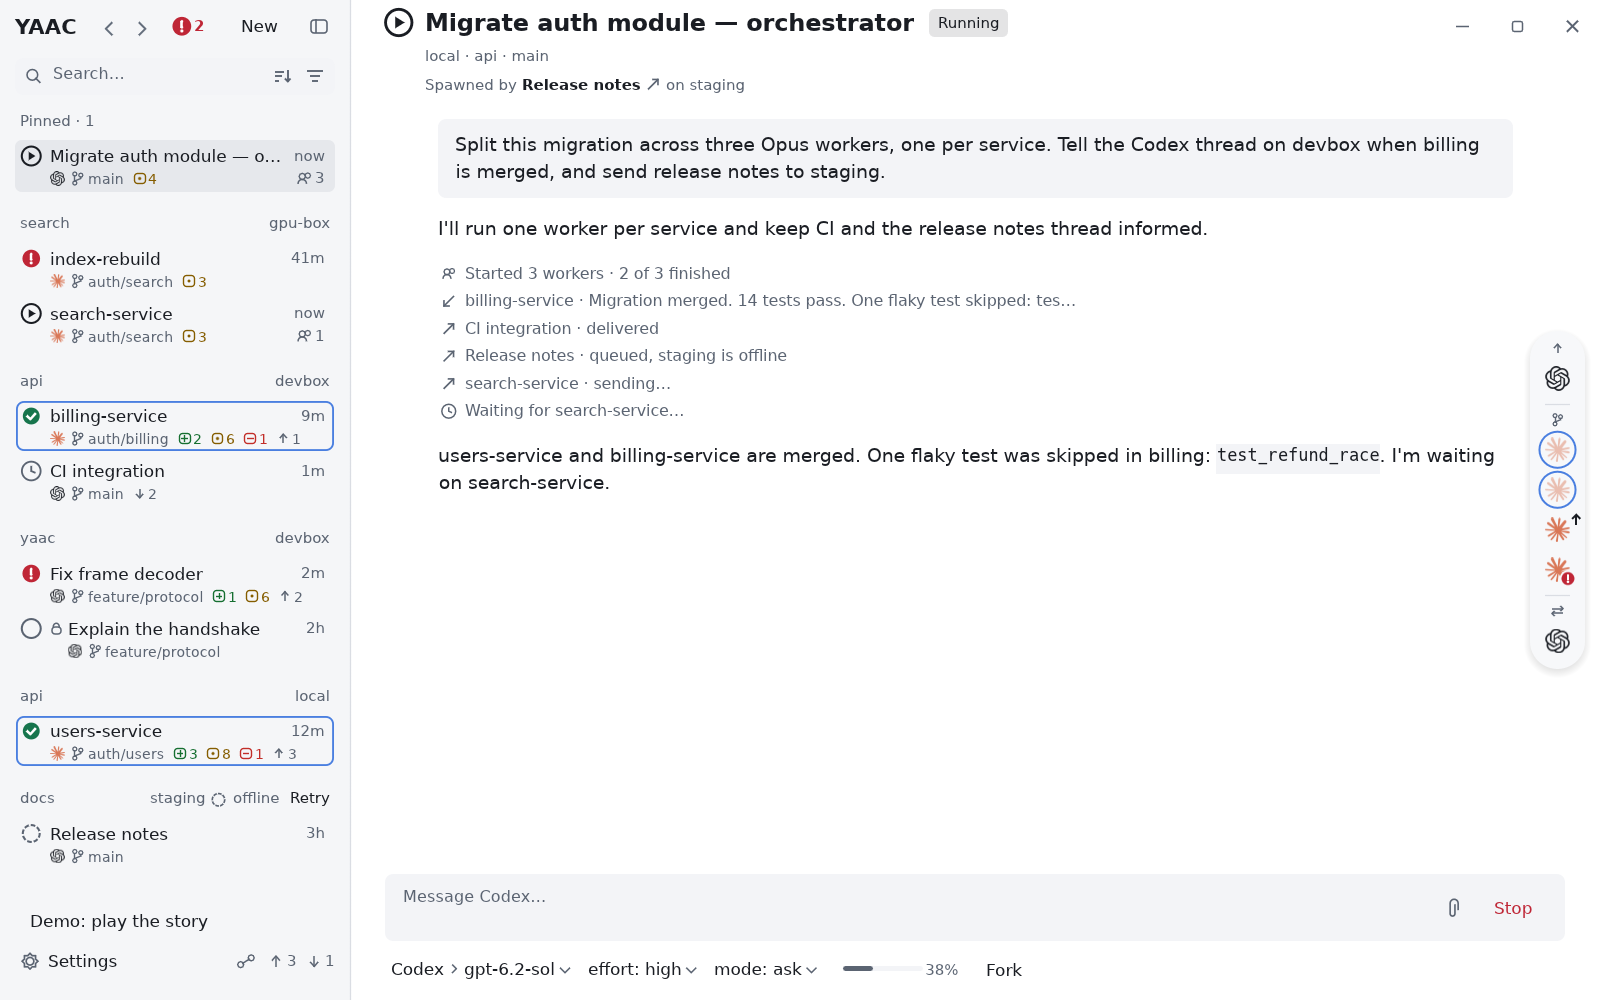 YAAC
2
New
Search…
Pinned · 1
Migrate auth module — o… now
main 4 3
search gpu-box
index-rebuild 41m
auth/search 3
search-service now
auth/search 3 1
api devbox
billing-service 9m
auth/billing 2 6 1 1
CI integration 1m
main 2
yaac devbox
Fix frame decoder 2m
feature/protocol 1 6 2
Explain the handshake 2h
feature/protocol
api local
users-service 12m
auth/users 3 8 1 3
docs staging offline Retry
Release notes 3h
main
Demo: play the story
Settings 3 1
Migrate auth module — orchestrator Running
local · api · main
Spawned by Release notes ↗ on staging
Split this migration across three Opus workers, one per service. Tell the Codex thread on devbox when billing
is merged, and send release notes to staging.
I'll run one worker per service and keep CI and the release notes thread informed.
Started 3 workers · 2 of 3 finished
billing-service · Migration merged. 14 tests pass. One flaky test skipped: tes…
CI integration · delivered
Release notes · queued, staging is offline
search-service · sending…
Waiting for search-service…
users-service and billing-service are merged. One flaky test was skipped in billing: test_refund_race. I'm waiting
on search-service.
Message Codex…
Stop
Codex gpt-6.2-sol effort: high mode: ask 38% Fork